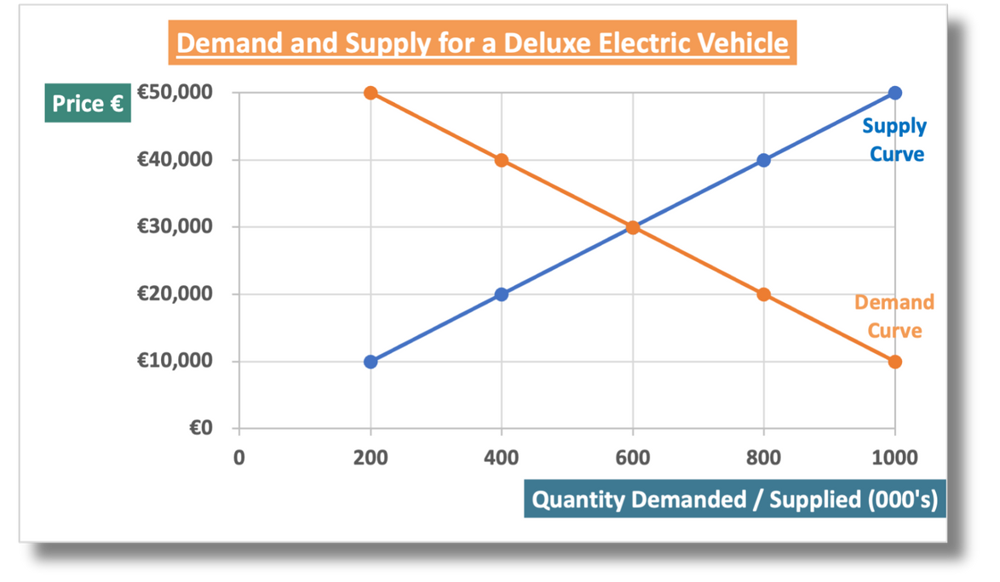 Demand and Supply for a Deluxe Electric Vehicle
Price €
€50,000
€40,000
€30,000
€20,000
€10,000
€0
Supply
Curve
Demand
Curve
0
200
400
600
800
1000
Quantity Demanded / Supplied (000's)